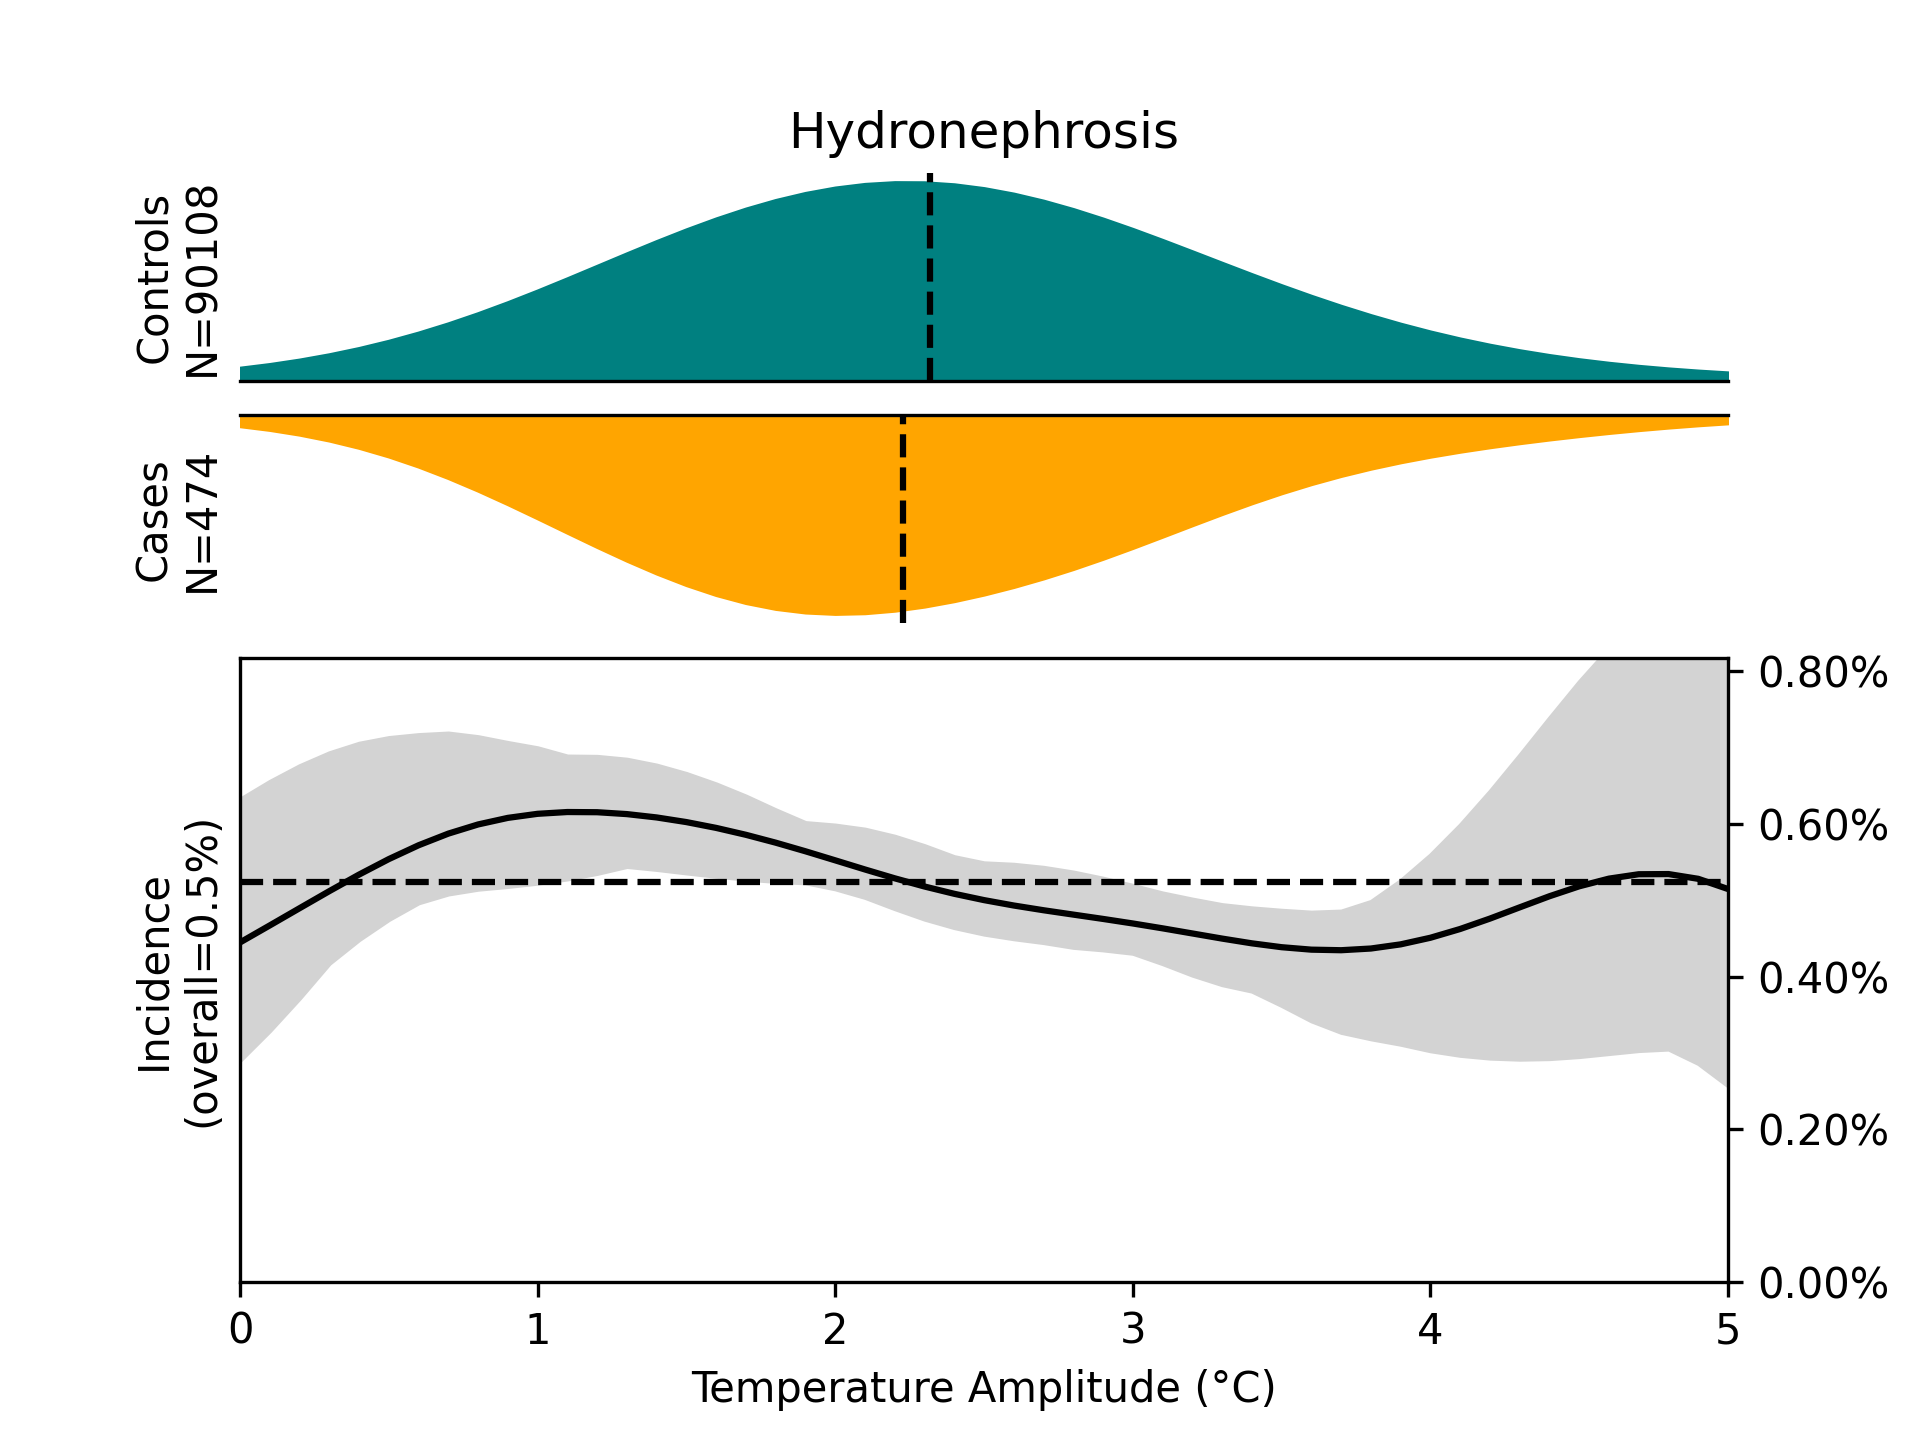 Hydronephrosis
Controls
N=90108
Cases
N=474
Incidence
(overall=0.5%)
0.80%
0.60%
0.40%
0.20%
0.00%
0 1 2 3 4 5
Temperature Amplitude (°C)